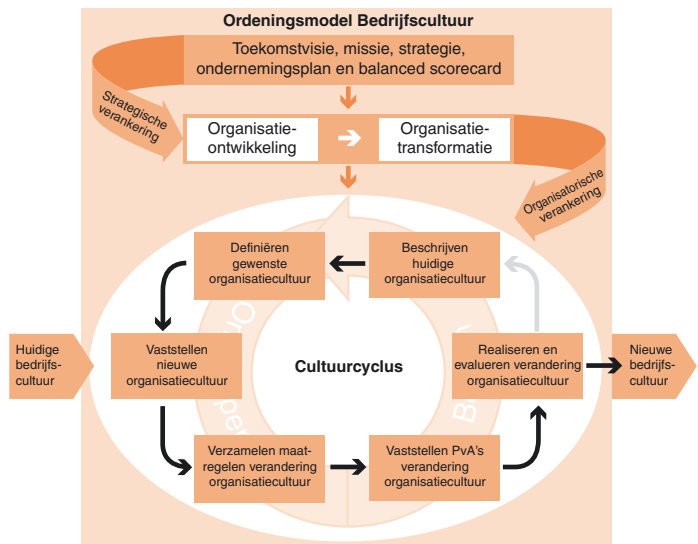 Ordeningsmodel Bedrijfscultuur
Toekomstvisie, missie, strategie,
ondernemingsplan en balanced scorecard
Strategische
verankering
Organisatie-
ontwikkeling
Organisatie-
transformatie
Organisatorische
verankering
Definiëren
gewenste
organisatiecultuur
Beschrijven
huidige
organisatiecultuur
Huidige
bedrijfs-
cultuur
Vaststellen
nieuwe
organisatiecultuur
Cultuurcyclus
Realiseren en
evalueren verandering
organisatiecultuur
Nieuwe
bedrijfs-
cultuur
Verzamelen maat-
regelen verandering
organisatiecultuur
Vaststellen PvA's
verandering
organisatiecultuur